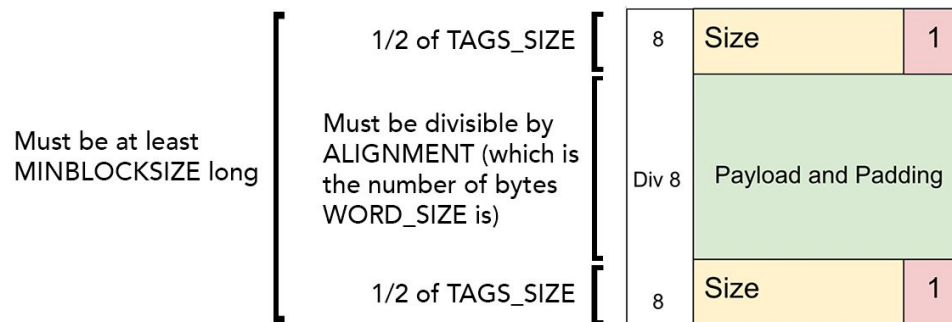 1/2 of TAGS_SIZE
8
Size
1
Must be at least
MINBLOCKSIZE long
Must be divisible by
ALIGNMENT (which is
the number of bytes
WORD_SIZE is)
Div 8
Payload and Padding
1/2 of TAGS_SIZE
8
Size
1